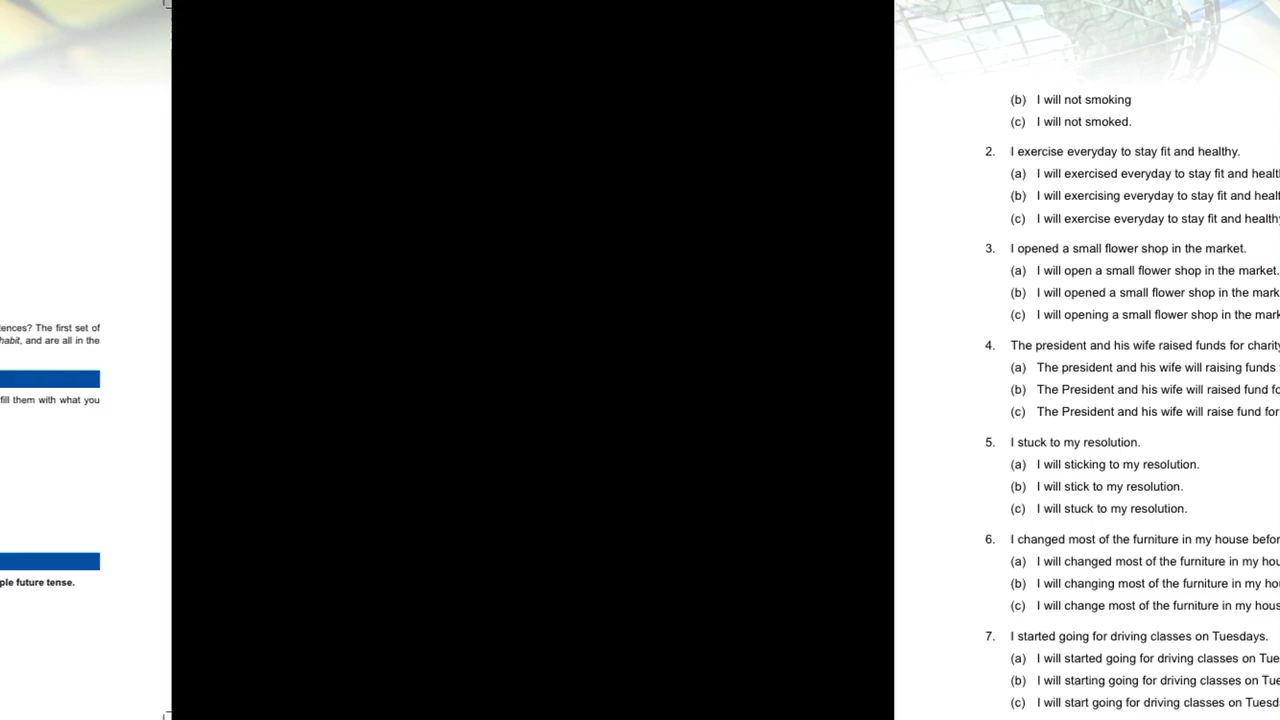 tences? The first set of
habit, and are all in the
fill them with what you
ple future tense.
(b) I will not smoking
(c) I will not smoked.
2. I exercise everyday to stay fit and healthy.
(a) I will exercised everyday to stay fit and healt
(b) I will exercising everyday to stay fit and healt
(c) I will exercise everyday to stay fit and healthy
3. I opened a small flower shop in the market.
(a) I will open a small flower shop in the market.
(b) I will opened a small flower shop in the mark
(c) I will opening a small flower shop in the mark
4. The president and his wife raised funds for charity
(a) The president and his wife will raising funds
(b) The President and his wife will raised fund fo
(c) The President and his wife will raise fund for
5. I stuck to my resolution.
(a) I will sticking to my resolution.
(b) I will stick to my resolution.
(c) I will stuck to my resolution.
6. I changed most of the furniture in my house befor
(a) I will changed most of the furniture in my hou
(b) I will changing most of the furniture in my ho
(c) I will change most of the furniture in my hous
7. I started going for driving classes on Tuesdays.
(a) I will started going for driving classes on Tue
(b) I will starting going for driving classes on Tue
(c) I will start going for driving classes on Tuesd